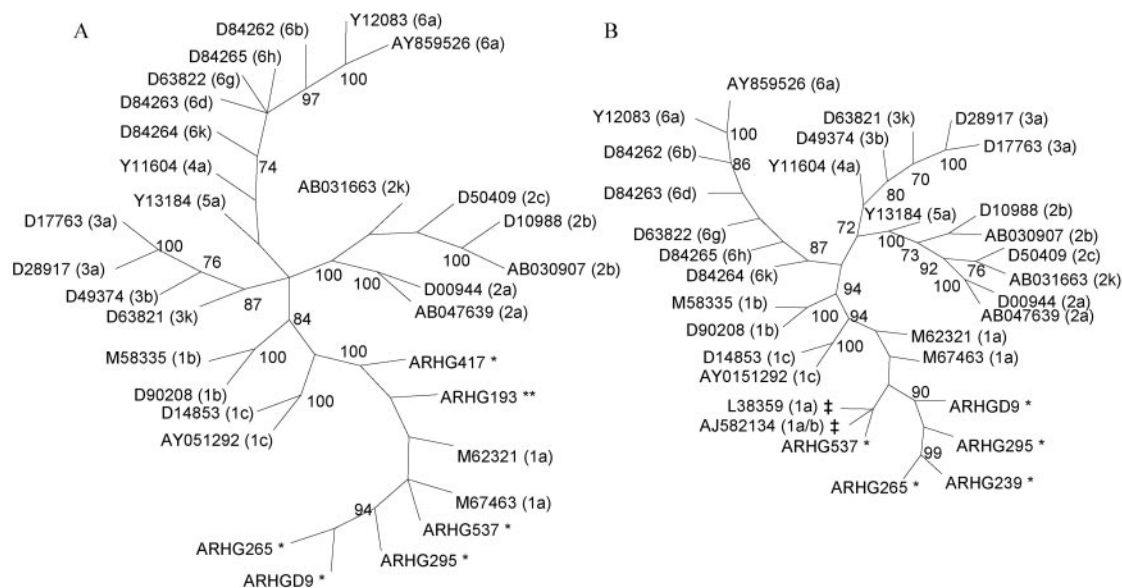 A
Y12083 (6a)
D84262 (6b)
AY859526 (6a)
D84265 (6h)
D63822 (6g)
100
97
D84263 (6d)
D84264 (6k)
74
Y11604 (4a)
AB031663 (2k)
D50409 (2c)
Y13184 (5a)
D10988 (2b)
D17763 (3a)
100
100
100
100
AB030907 (2b)
D28917 (3a)
76
D00944 (2a)
D49374 (3b)
87
AB047639 (2a)
D63821 (3k)
84
M58335 (1b)
100
100
ARHG417 *
D90208 (1b)
ARHG193 **
D14853 (1c)
100
AY051292 (1c)
M62321 (1a)
M67463 (1a)
94
ARHG537 *
ARHG265 *
ARHG295 *
ARHGD9 *
B
AY859526 (6a)
Y12083 (6a)
100
D63821 (3k)
D28917 (3a)
D49374 (3b)
D17763 (3a)
D84262 (6b)
86
Y11604 (4a)
100
70
80
D84263 (6d)
Y13184 (5a)
D10988 (2b)
72
D63822 (6g)
100
AB030907 (2b)
D84265 (6h)
87
73
D50409 (2c)
92
76
AB031663 (2k)
D84264 (6k)
100
D00944 (2a)
94
AB047639 (2a)
M58335 (1b)
100
94
D90208 (1b)
M62321 (1a)
D14853 (1c)
100
M67463 (1a)
AY0151292 (1c)
L38359 (1a) ‡
90
ARHGD9 *
AJ582134 (1a/b) ‡
ARHG537 *
ARHG295 *
99
ARHG265 *
ARHG239 *